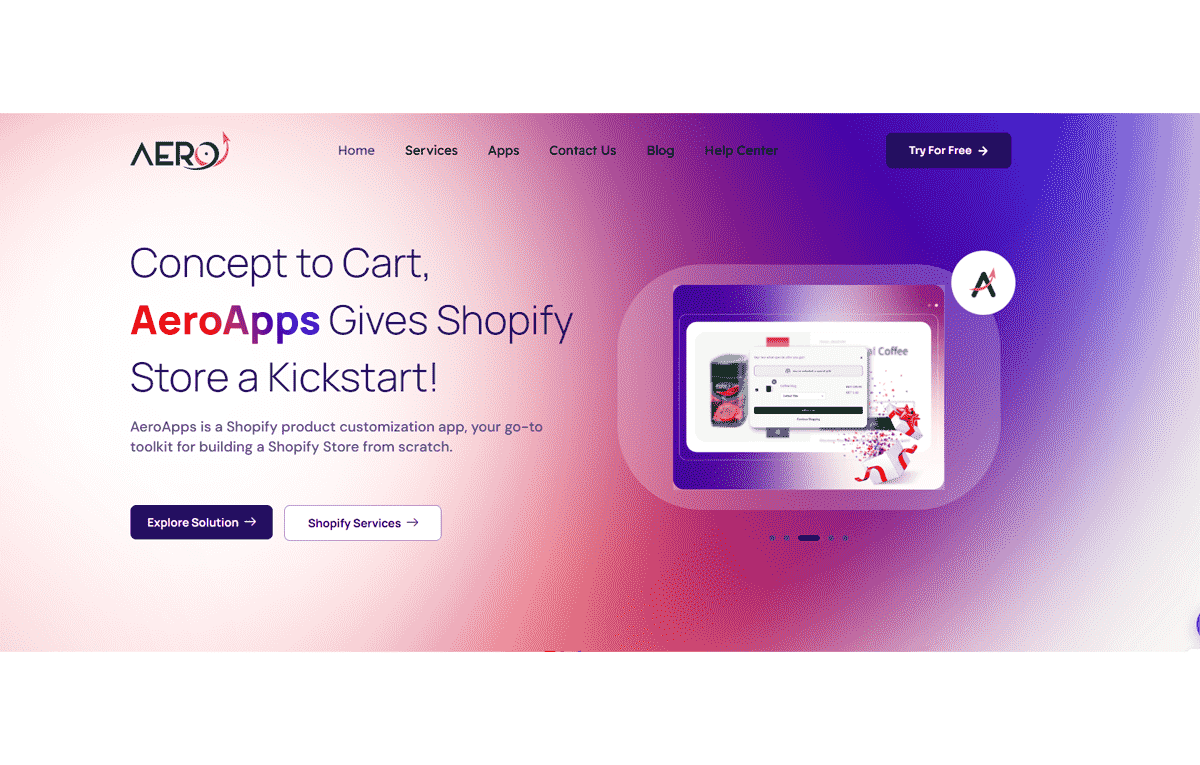 AERO
Home Services Apps Contact Us Blog Help Center
Try For Free →
Concept to Cart,
AeroApps Gives Shopify
Store a Kickstart!
AeroApps is a Shopify product customization app, your go-to
toolkit for building a Shopify Store from scratch.
Explore Solution →
Shopify Services →
Coffee
Continue Shopping